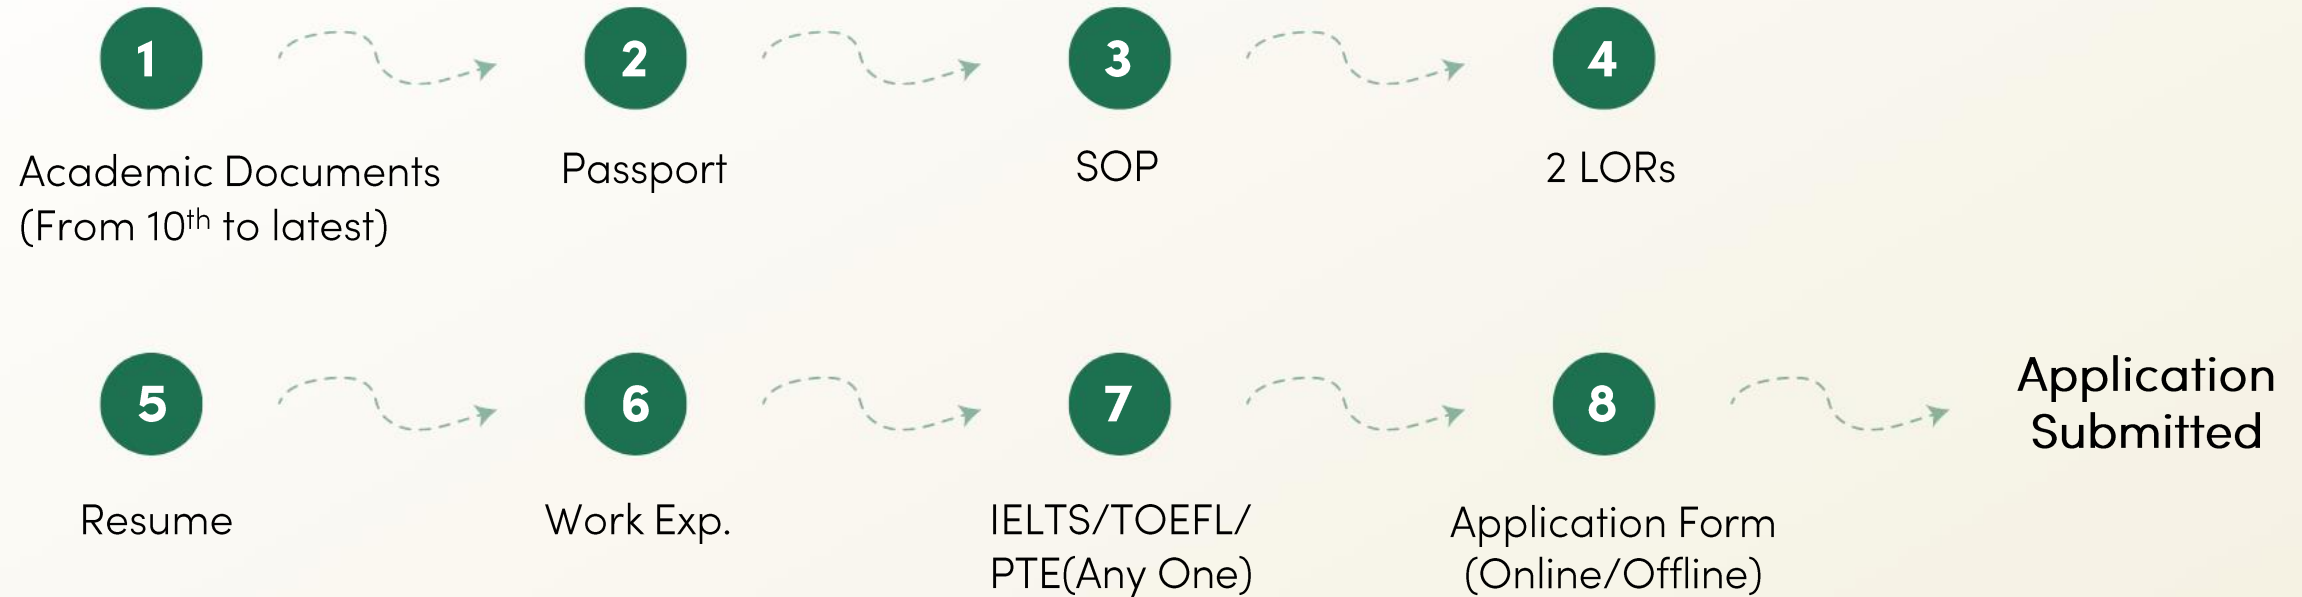 1
2
3
4
Academic Documents
(From 10th to latest)
Passport
SOP
2 LORs
5
6
7
8
Application
Submitted
Resume
Work Exp.
IELTS/TOEFL/
PTE(Any One)
Application Form
(Online/Offline)